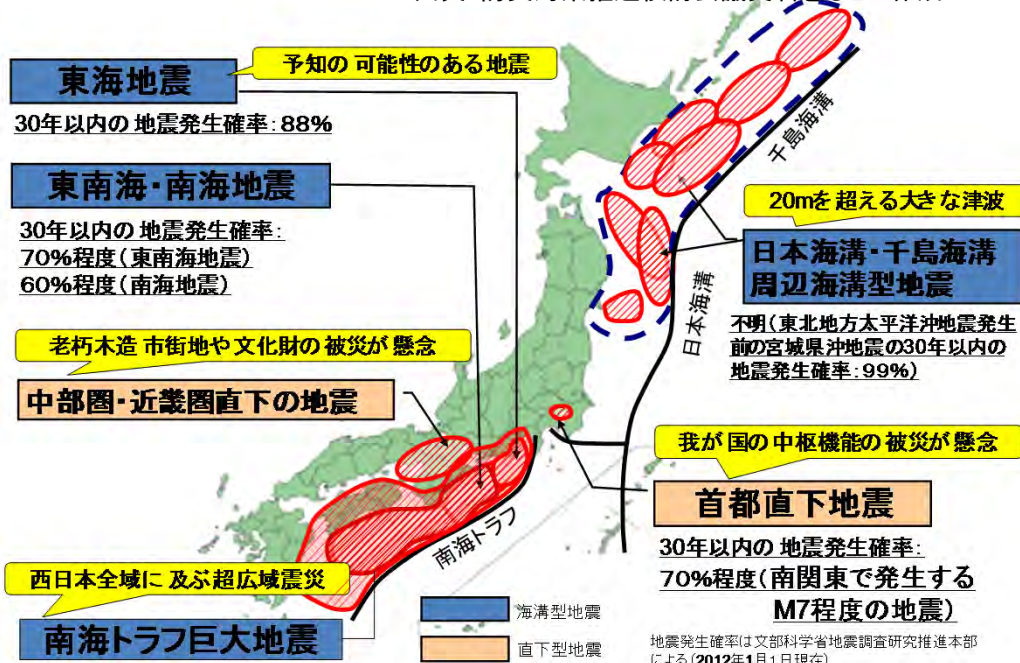 東海地震
予知の可能性のある地震
30年以内の地震発生確率:88%
東南海・南海地震
30年以内の地震発生確率:
70%程度(東南海地震)
60%程度(南海地震)
老朽木造市街地や文化財の被災が懸念
中部圏・近畿圏直下の地震
西日本全域に及ぶ超広域震災
南海トラフ巨大地震
南海トラフ
千島海溝
日本海溝
20mを超える大きな津波
日本海溝・千島海溝
周辺海溝型地震
不明(東北地方太平洋沖地震発生
前の宮城県沖地震の30年以内の
地震発生確率:99%)
我が国の中枢機能の被災が懸念
首都直下地震
30年以内の地震発生確率:
70%程度(南関東で発生する
M7程度の地震)
海溝型地震
直下型地震
地震発生確率は文部科学省地震調査研究推進本部
による(2012年1月1日現在)